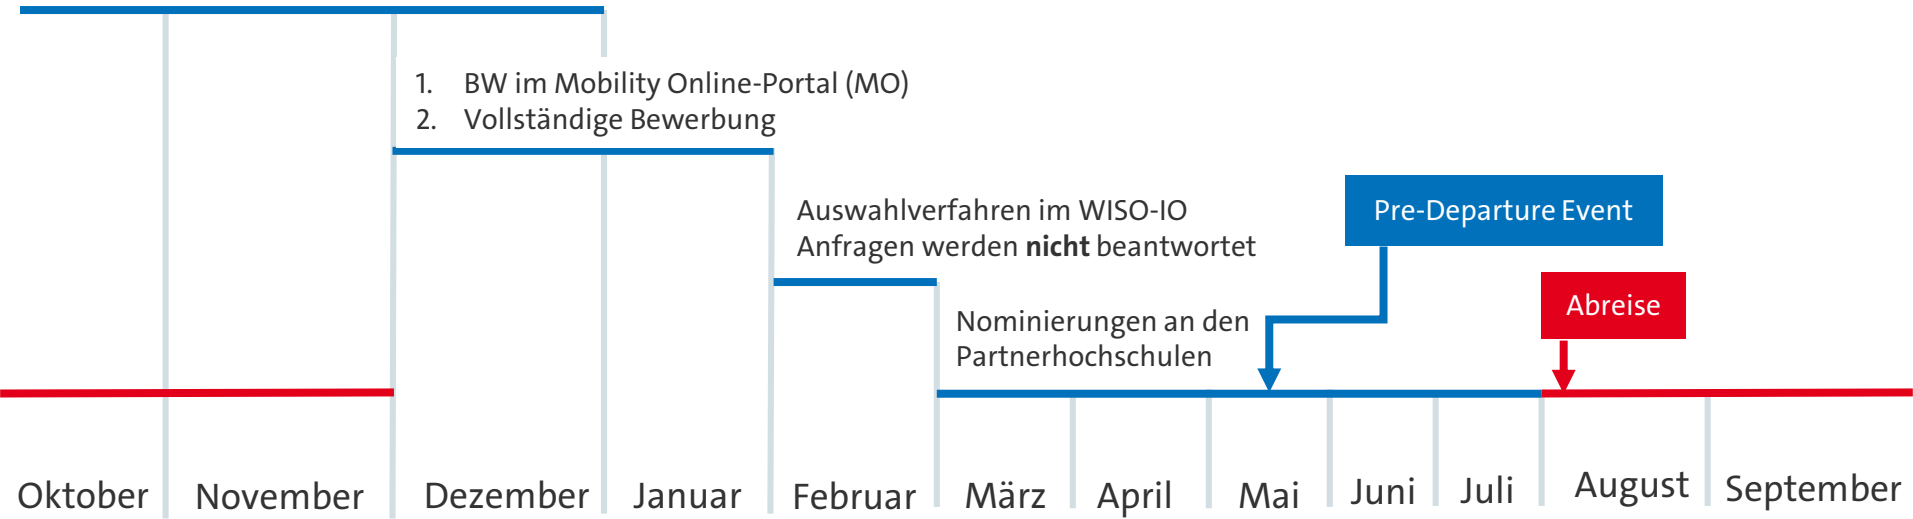 1. BW im Mobility Online-Portal (MO)
2. Vollständige Bewerbung
Auswahlverfahren im WISO-IO
Anfragen werden nicht beantwortet
Pre-Departure Event
Abreise
Nominierungen an den
Partnerhochschulen
Oktober November Dezember Januar Februar März April Mai Juni Juli August September